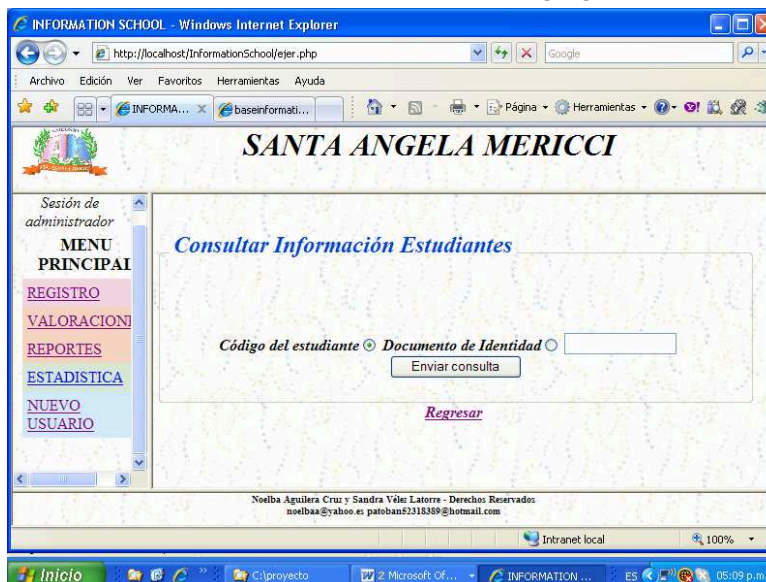 INFORMATION SCHOOL - Windows Internet Explorer
http://localhost/InformationSchool/ejer.php
Google
Archivo Edición Ver Favoritos Herramientas Ayuda
INFORMA... baseinformati... Página Herramientas
SANTA ANGELA MERICCI
Sesión de
administrador
MENU
PRINCIPAL
Consultar Información Estudiantes
REGISTRO
VALORACIONE
REPORTES
ESTADISTICA
NUEVO
USUARIO
Código del estudiante Documento de Identidad
Enviar consulta
Regresar
Noelba Aguilera Cruz y Sandra Vélez Latorre - Derechos Reservados
noelbaa@yahoo.es patoban52318389@hotmail.com
Intranet local 100%
Inicio C:\proyecto 2 Microsoft Of... INFORMATION ... ES 05:09 p.m.